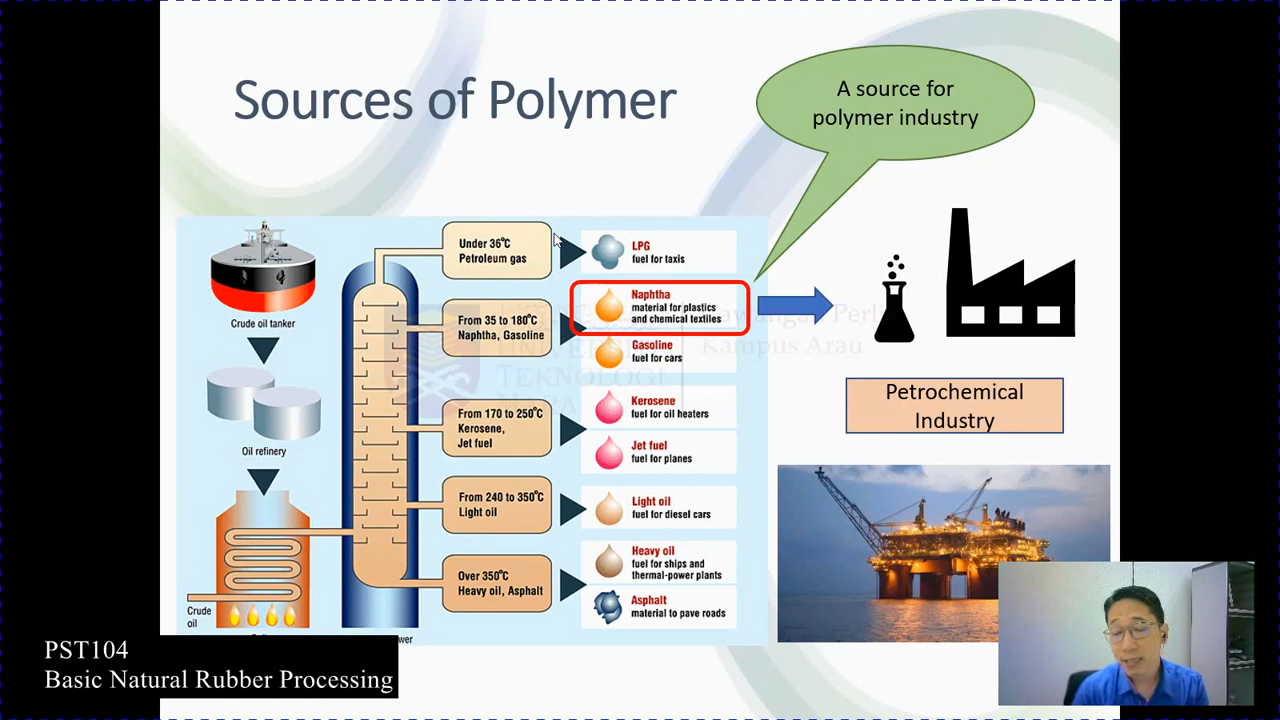 Sources of Polymer
A source for
polymer industry
Crude oil tanker
Oil refinery
Crude
oil
Under 36°C
Petroleum gas
From 35 to 180°C
Naphtha, Gasoline
From 170 to 250°C
Kerosene,
Jet fuel
From 240 to 350°C
Light oil
Over 350°C
Heavy oil, Asphalt
LPG
fuel for taxis
Naphtha
material for plastics
and chemical textiles
Gasoline
fuel for cars
Kerosene
fuel for oil heaters
Jet fuel
fuel for planes
Light oil
fuel for diesel cars
Heavy oil
fuel for ships and
thermal-power plants
Asphalt
material to pave roads
UNIVERSITI
TEKNOLOGI
Kampus Arau
Petrochemical
Industry
PST104
Basic Natural Rubber Processing